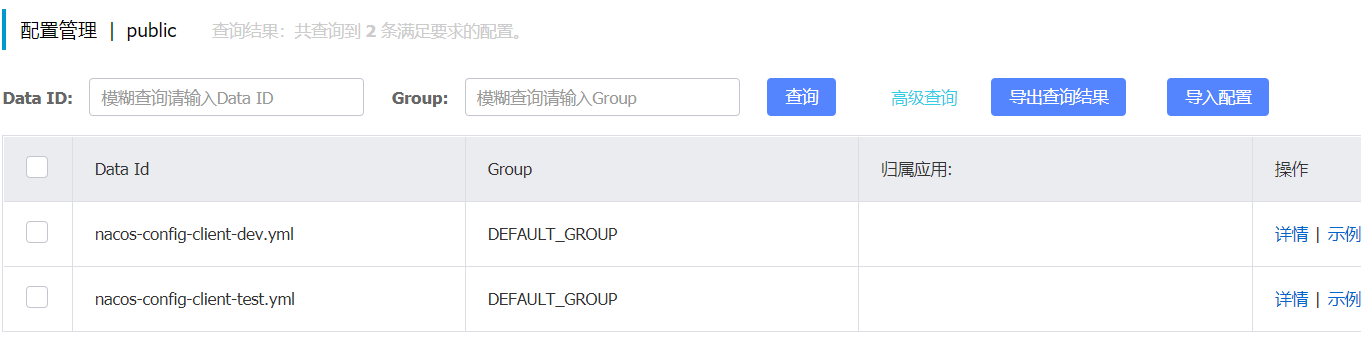 配置管理 | public 查询结果：共查询到 2 条满足要求的配置。
Data ID: 模糊查询请输入Data ID Group: 模糊查询请输入Group 查询 高级查询 导出查询结果 导入配置
Data Id Group 归属应用: 操作
nacos-config-client-dev.yml DEFAULT_GROUP 详情 | 示例
nacos-config-client-test.yml DEFAULT_GROUP 详情 | 示例